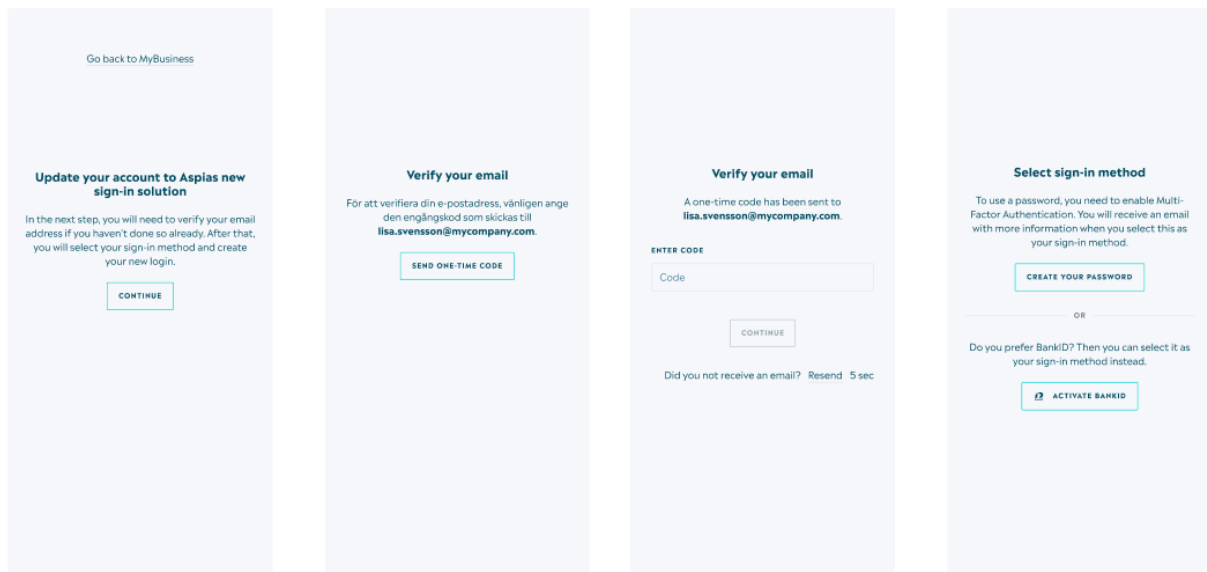 Go back to MyBusiness
Update your account to Aspias new
sign-in solution
In the next step, you will need to verify your email
address if you haven't done so already. After that,
you will select your sign-in method and create
your new login.
CONTINUE
Verify your email
För att verifiera din e-postadress, vänligen ange
den engångskod som skickas till
lisa.svensson@mycompany.com.
SEND ONE-TIME CODE
Verify your email
A one-time code has been sent to
lisa.svensson@mycompany.com.
ENTER CODE
Code
CONTINUE
Did you not receive an email? Resend 5 sec
Select sign-in method
To use a password, you need to enable Multi-
Factor Authentication. You will receive an email
with more information when you select this as
your sign-in method.
CREATE YOUR PASSWORD
OR
Do you prefer BankID? Then you can select it as
your sign-in method instead.
ACTIVATE BANKID